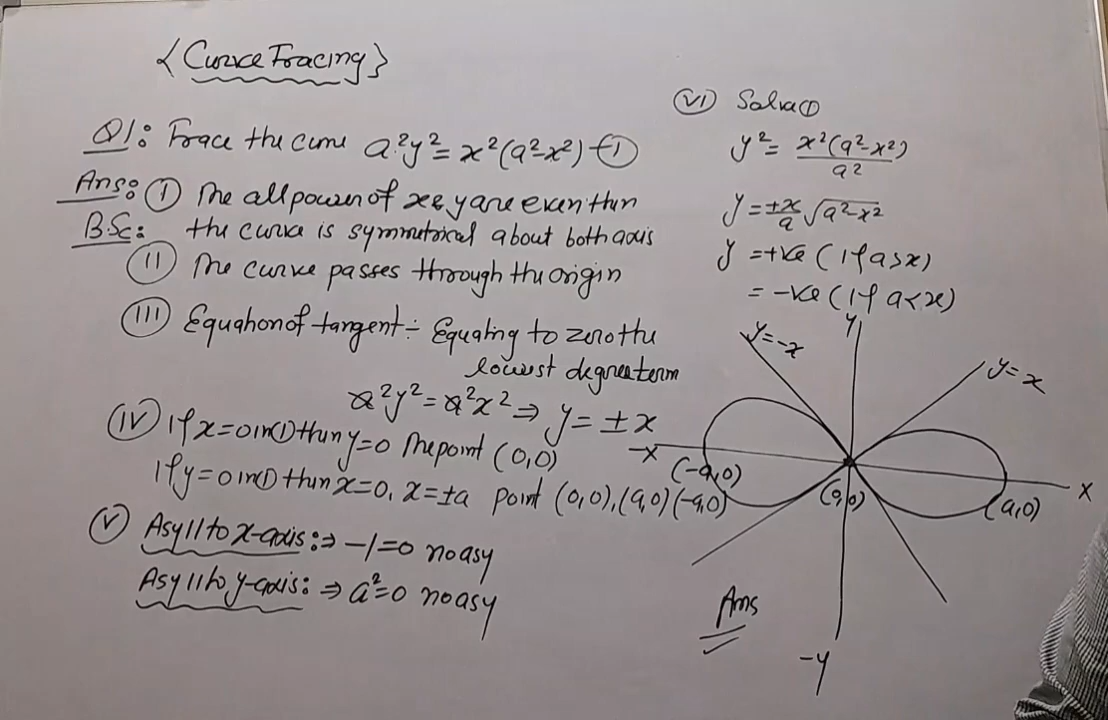 {Curve Tracing}
Q1: Trace the curve a²y² = x²(a²-x²) —①
Ans: ① The all power of x & y are even then
B.Sc: the curve is symmetrical about both axis
(II) The curve passes through the origin
(III) Equation of tangent :- Equating to zero the
lowest degree term
a²y² = a²x² ⇒ y = ± x
(IV) If x=0 in ① then y=0 The point (0,0)
If y=0 in ① then x=0, x=±a point (0,0),(a,0)(-a,0)
(V) Asy || to x-axis :⇒ -1=0 no asy
Asy || to y-axis: ⇒ a²=0 no asy
(VI) Solve ①
y² = x²(a²-x²)/a²
y = ±x/a √a²-x²
y = +ve (If a>x)
= -ve (If a<x)
y
y=-x
y=x
-x
(-a,0)
(0,0)
(a,0)
x
Ans
-y